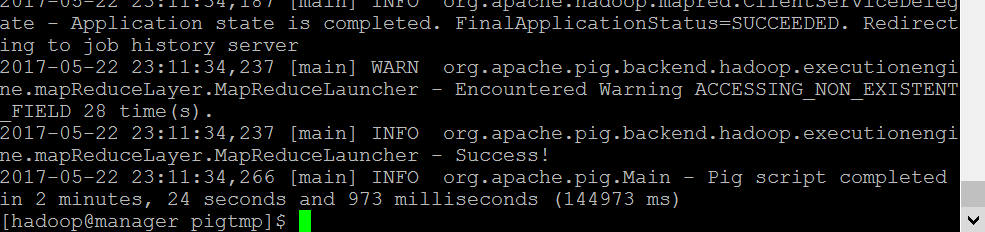 2017-05-22 23:11:34,187 [main] INFO  org.apache.hadoop.mapred.ClientServiceDeleg
ate - Application state is completed. FinalApplicationStatus=SUCCEEDED. Redirect
ing to job history server
2017-05-22 23:11:34,237 [main] WARN  org.apache.pig.backend.hadoop.executionengi
ne.mapReduceLayer.MapReduceLauncher - Encountered Warning ACCESSING_NON_EXISTENT
_FIELD 28 time(s).
2017-05-22 23:11:34,237 [main] INFO  org.apache.pig.backend.hadoop.executionengi
ne.mapReduceLayer.MapReduceLauncher - Success!
2017-05-22 23:11:34,266 [main] INFO  org.apache.pig.Main - Pig script completed
in 2 minutes, 24 seconds and 973 milliseconds (144973 ms)
[hadoop@manager pigtmp]$